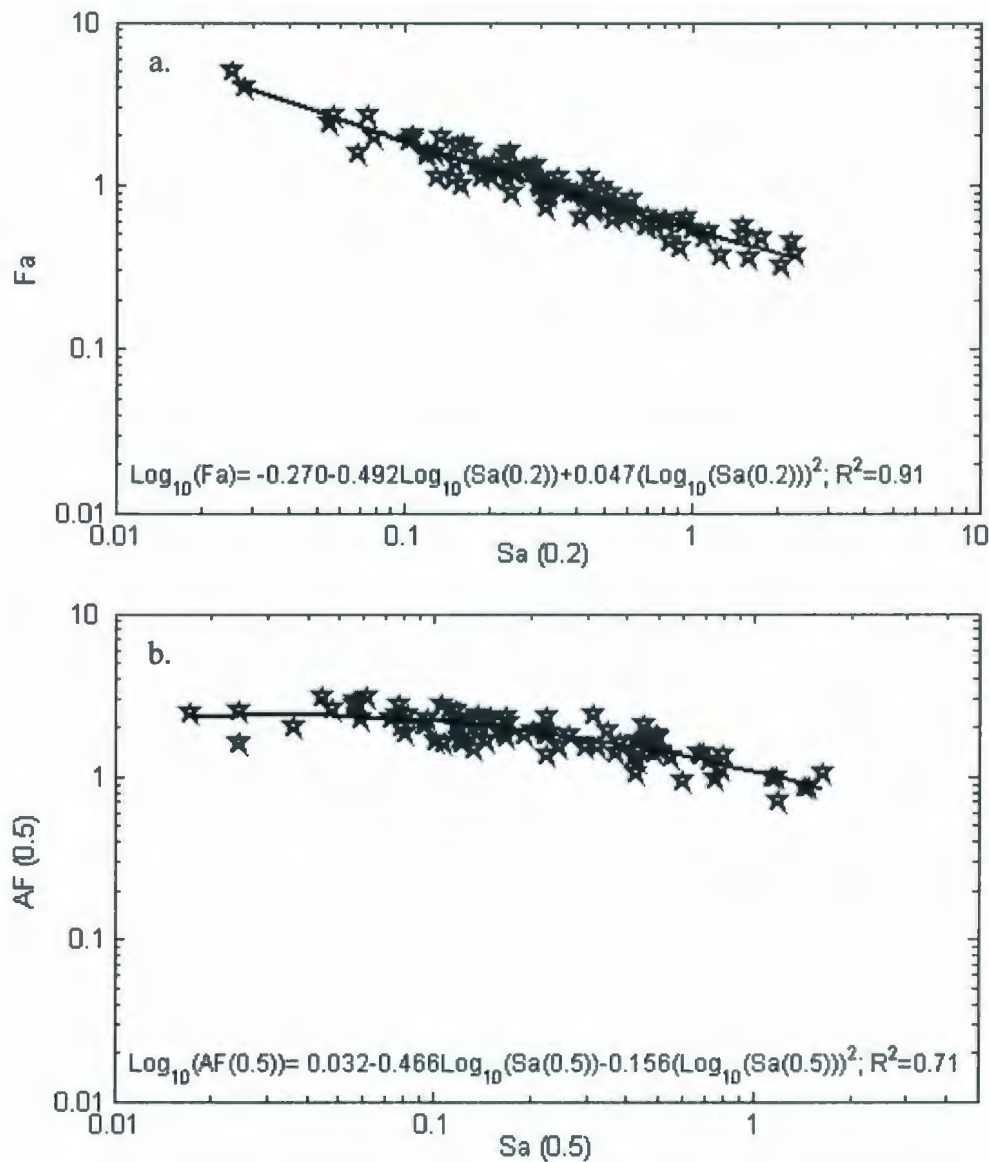 10
a.
1
Fa
0.1
Log₁₀(Fa)= -0.270-0.492Log₁₀(Sa(0.2))+0.047(Log₁₀(Sa(0.2)))²; R²=0.91
0.01
0.01 0.1 1 10
Sa (0.2)
10
b.
1
AF (0.5)
0.1
Log₁₀(AF(0.5))= 0.032-0.466Log₁₀(Sa(0.5))-0.156(Log₁₀(Sa(0.5)))²; R²=0.71
0.01
0.01 0.1 1
Sa (0.5)